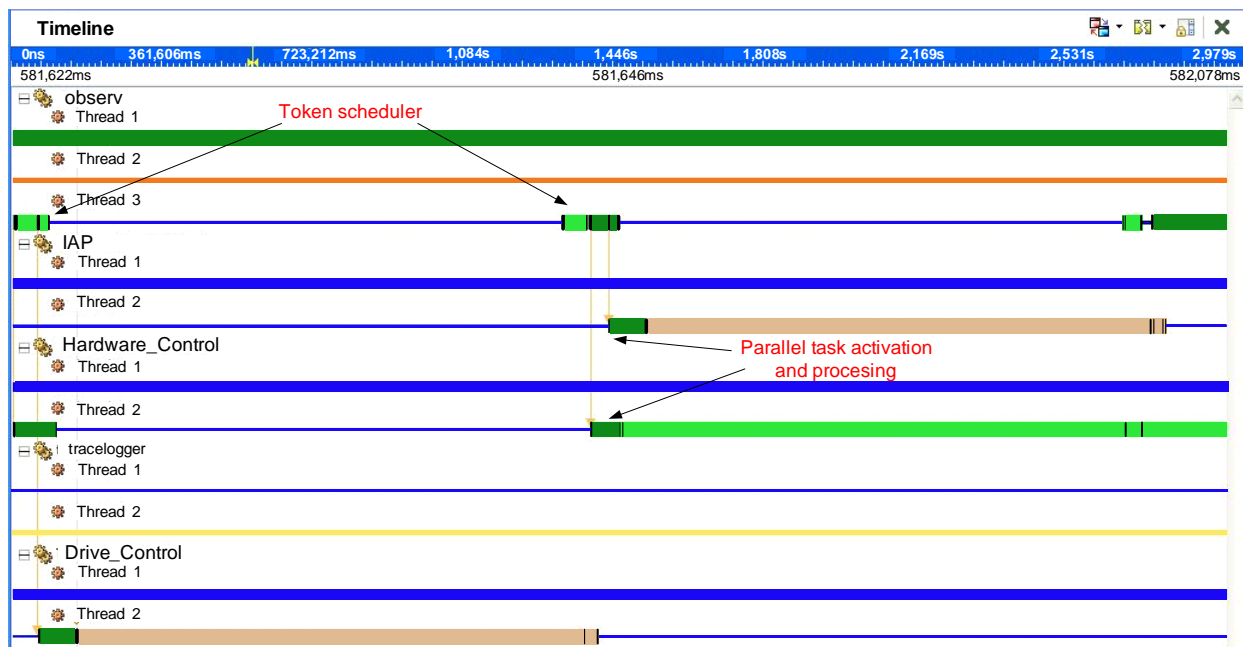 Timeline
0ns 361,606ms 723,212ms 1,084s 1,446s 1,808s 2,169s 2,531s 2,979s
581,622ms 581,646ms 582,078ms
observ
Thread 1
Token scheduler
Thread 2
Thread 3
IAP
Thread 1
Thread 2
Hardware_Control
Parallel task activation
and procesing
Thread 1
Thread 2
tracelogger
Thread 1
Thread 2
Drive_Control
Thread 1
Thread 2